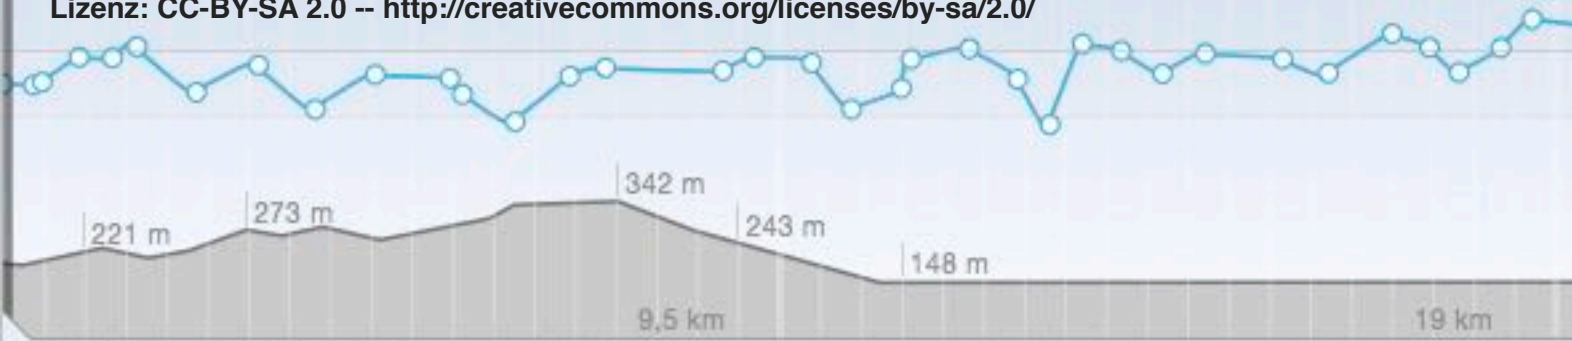 Lizenz: CC-BY-SA 2.0 -- http://creativecommons.org/licenses/by-sa/2.0/
342 m
273 m
243 m
221 m
148 m
9,5 km
19 km